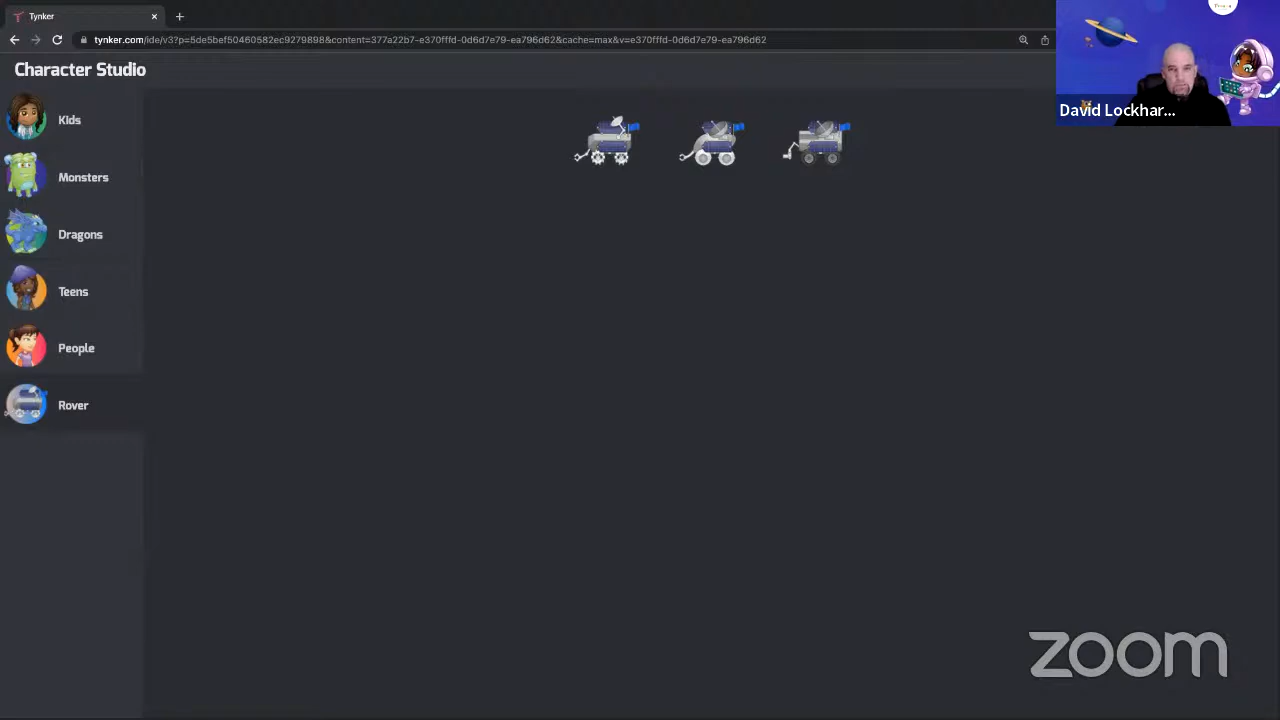 Tynker
tynker.com/ide/v3?p=5de5bef50460582ec9279898&content=377a22b7-e370fffd-0d6d7e79-ea796d62&cache=max&v=e370fffd-0d6d7e79-ea796d62
Character Studio
Kids
Monsters
Dragons
Teens
People
Rover
David Lockhar...
zoom